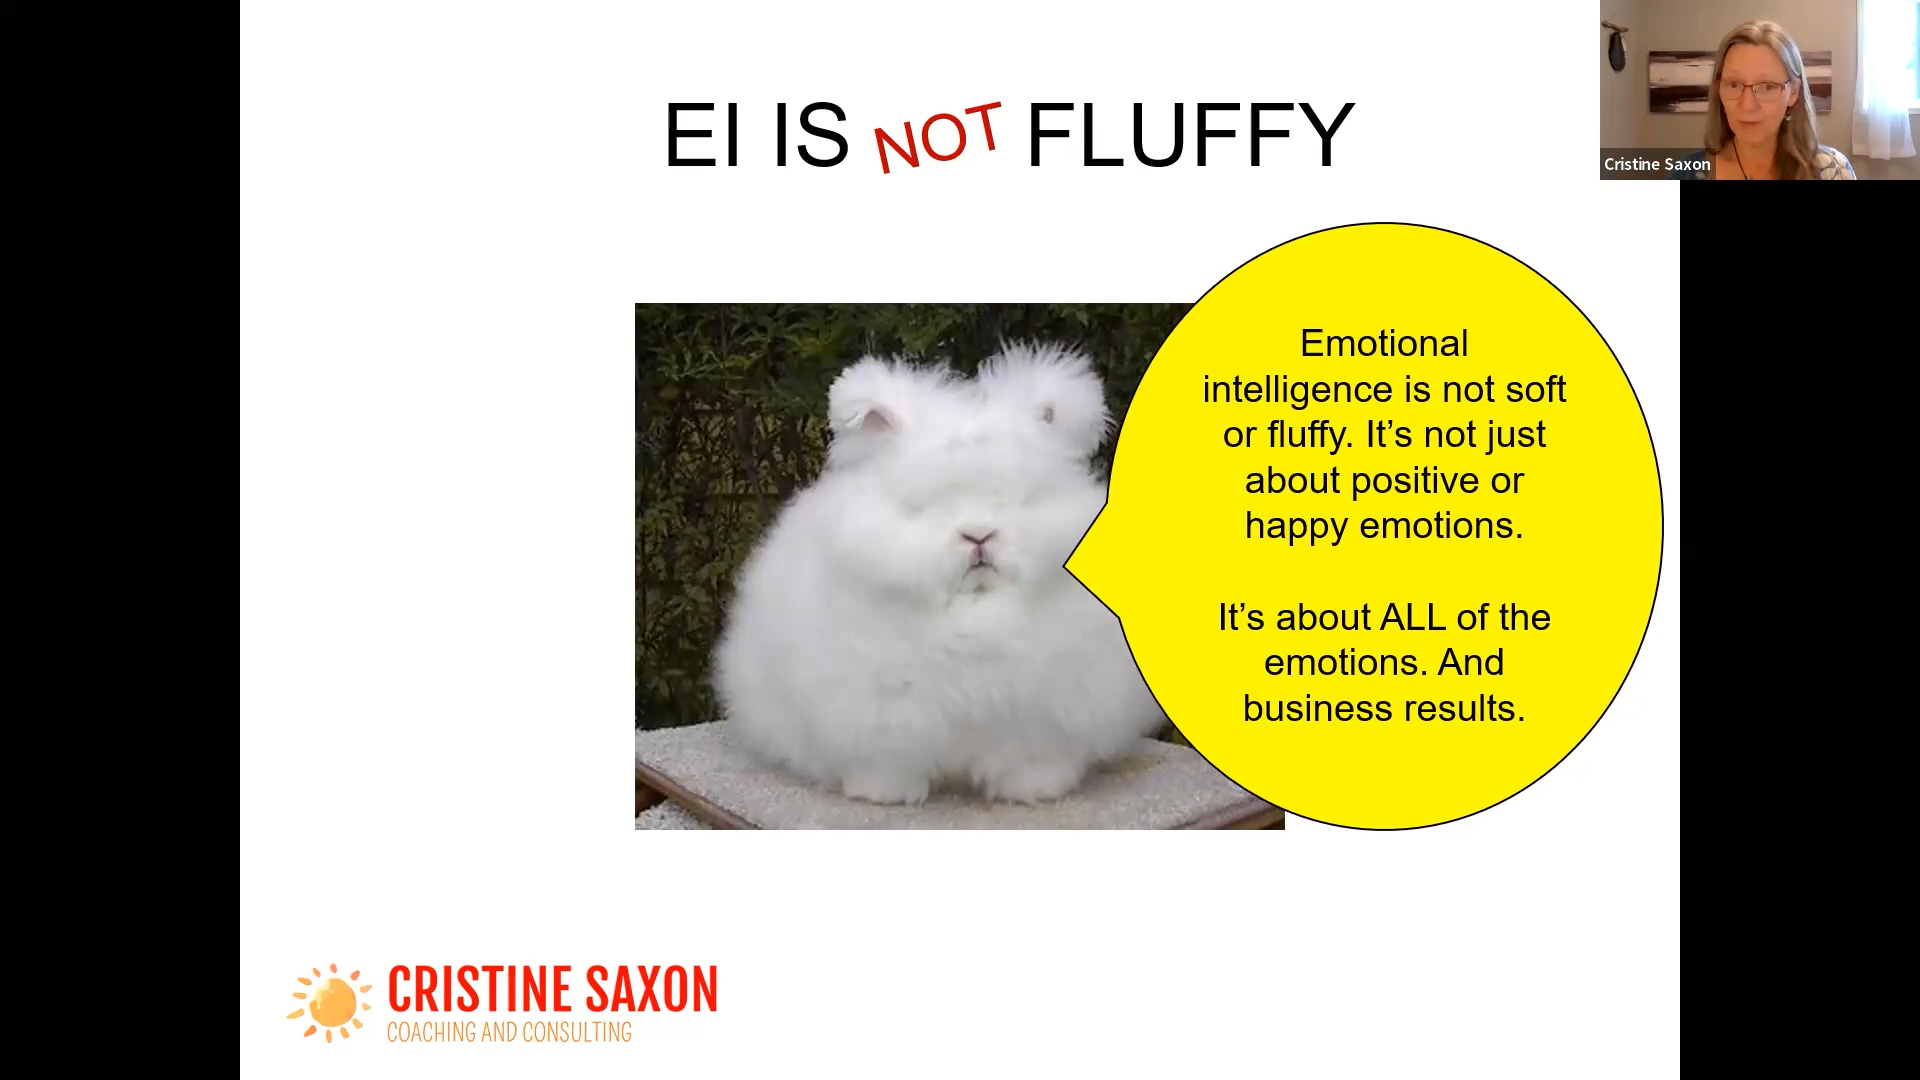 EI IS NOT FLUFFY
Cristine Saxon
Emotional
intelligence is not soft
or fluffy. It’s not just
about positive or
happy emotions.
It’s about ALL of the
emotions. And
business results.
CRISTINE SAXON
COACHING AND CONSULTING